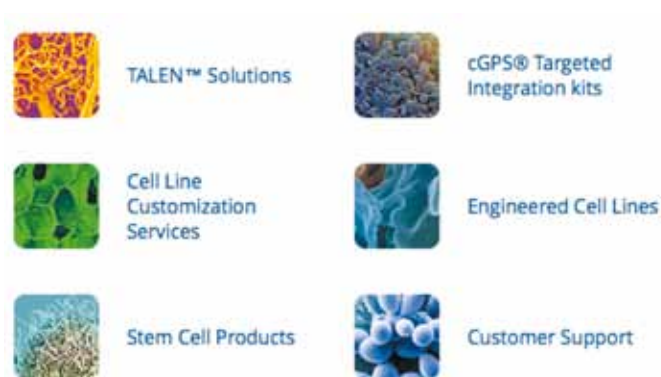 TALEN™ Solutions
cGPS® Targeted
Integration kits
Cell Line
Customization
Services
Engineered Cell Lines
Stem Cell Products
Customer Support